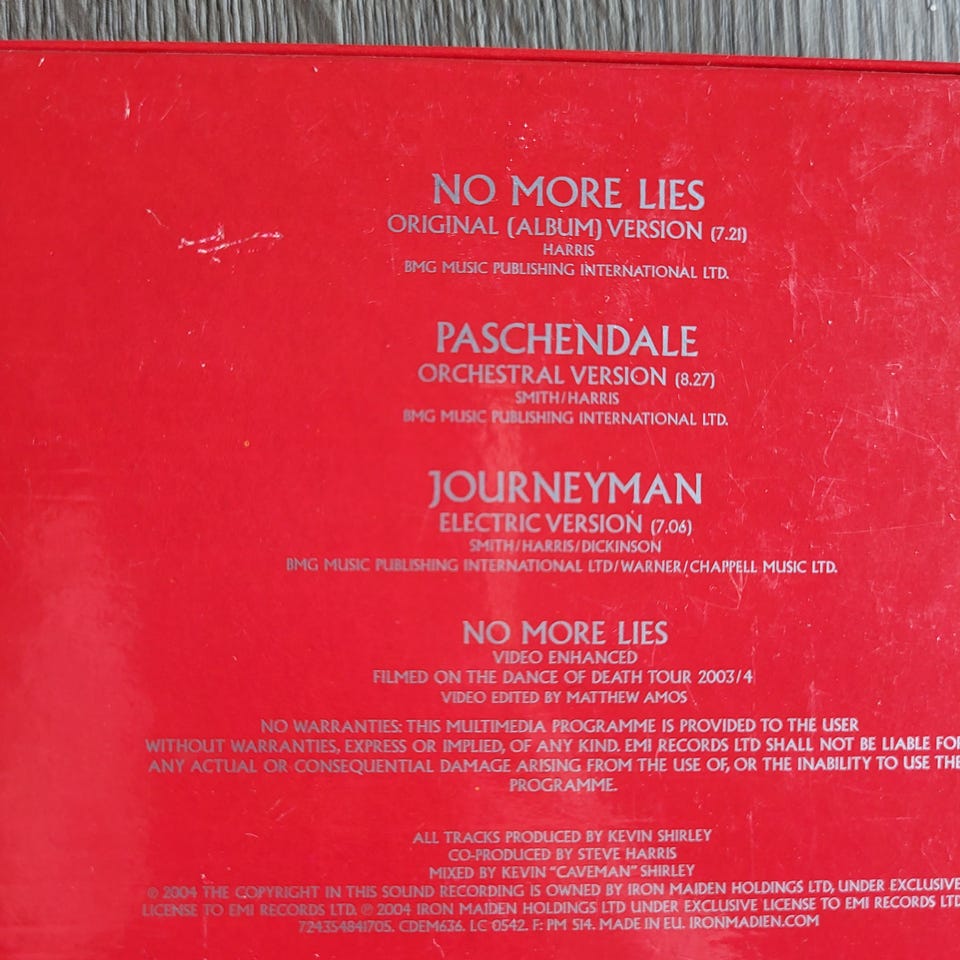 NO MORE LIES
ORIGINAL (ALBUM) VERSION (7.21)
HARRIS
BMG MUSIC PUBLISHING INTERNATIONAL LTD.
PASCHENDALE
ORCHESTRAL VERSION (8.27)
SMITH/HARRIS
BMG MUSIC PUBLISHING INTERNATIONAL LTD.
JOURNEYMAN
ELECTRIC VERSION (7.06)
SMITH/HARRIS/DICKINSON
BMG MUSIC PUBLISHING INTERNATIONAL LTD/WARNER/CHAPPELL MUSIC LTD.
NO MORE LIES
VIDEO ENHANCED
FILMED ON THE DANCE OF DEATH TOUR 2003/4
VIDEO EDITED BY MATTHEW AMOS
NO WARRANTIES: THIS MULTIMEDIA PROGRAMME IS PROVIDED TO THE USER
WITHOUT WARRANTIES, EXPRESS OR IMPLIED, OF ANY KIND. EMI RECORDS LTD SHALL NOT BE LIABLE FOR
ANY ACTUAL OR CONSEQUENTIAL DAMAGE ARISING FROM THE USE OF, OR THE INABILITY TO USE THE
PROGRAMME.
ALL TRACKS PRODUCED BY KEVIN SHIRLEY
CO-PRODUCED BY STEVE HARRIS
MIXED BY KEVIN "CAVEMAN" SHIRLEY
℗ 2004 THE COPYRIGHT IN THIS SOUND RECORDING IS OWNED BY IRON MAIDEN HOLDINGS LTD, UNDER EXCLUSIVE
LICENSE TO EMI RECORDS LTD. ℗ 2004 IRON MAIDEN HOLDINGS LTD UNDER EXCLUSIVE LICENSE TO EMI RECORDS LTD
724354841705. CDEM636. LC 0542. F: PM 514. MADE IN EU. IRONMADIEN.COM